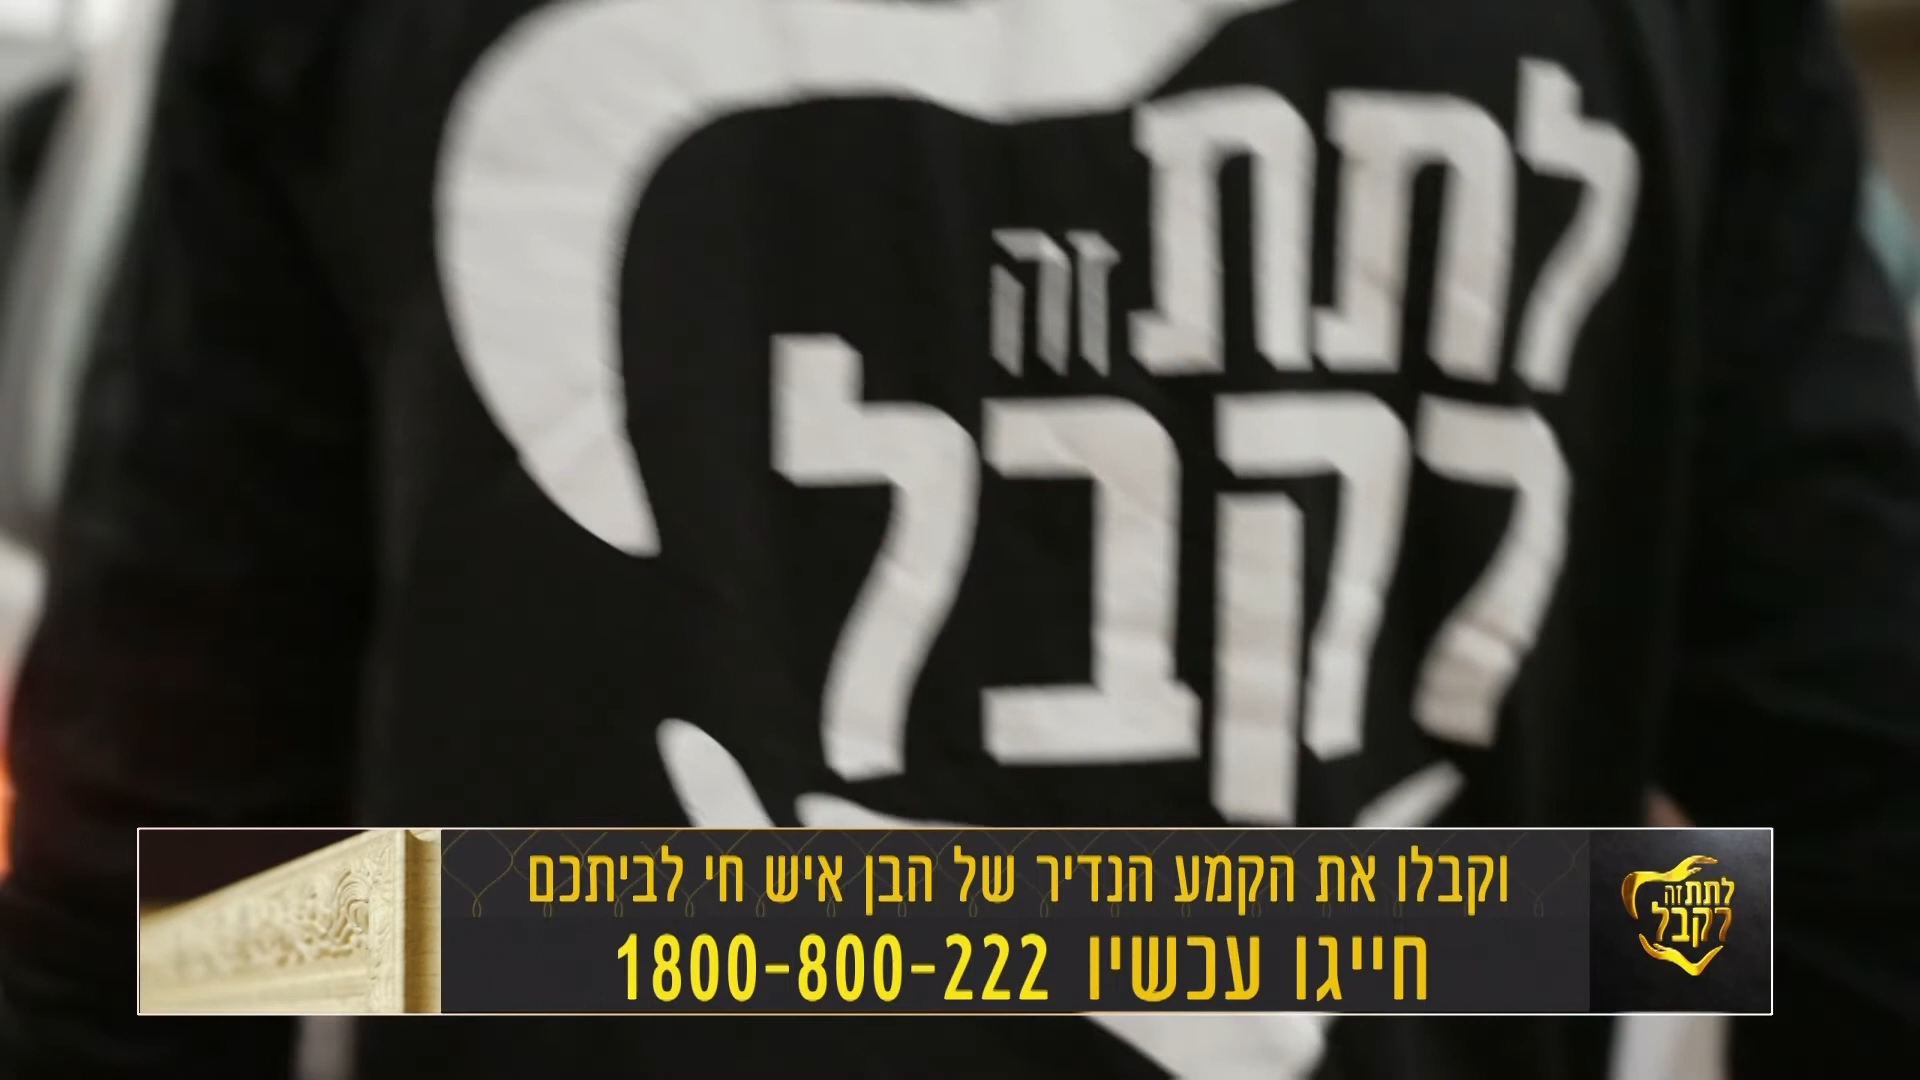 לתת זה
לקבל
וקבלו את הקמע הנדיר של הבן איש חי לביתכם
חייגו עכשיו 1800-800-222
לתת זה
לקבל